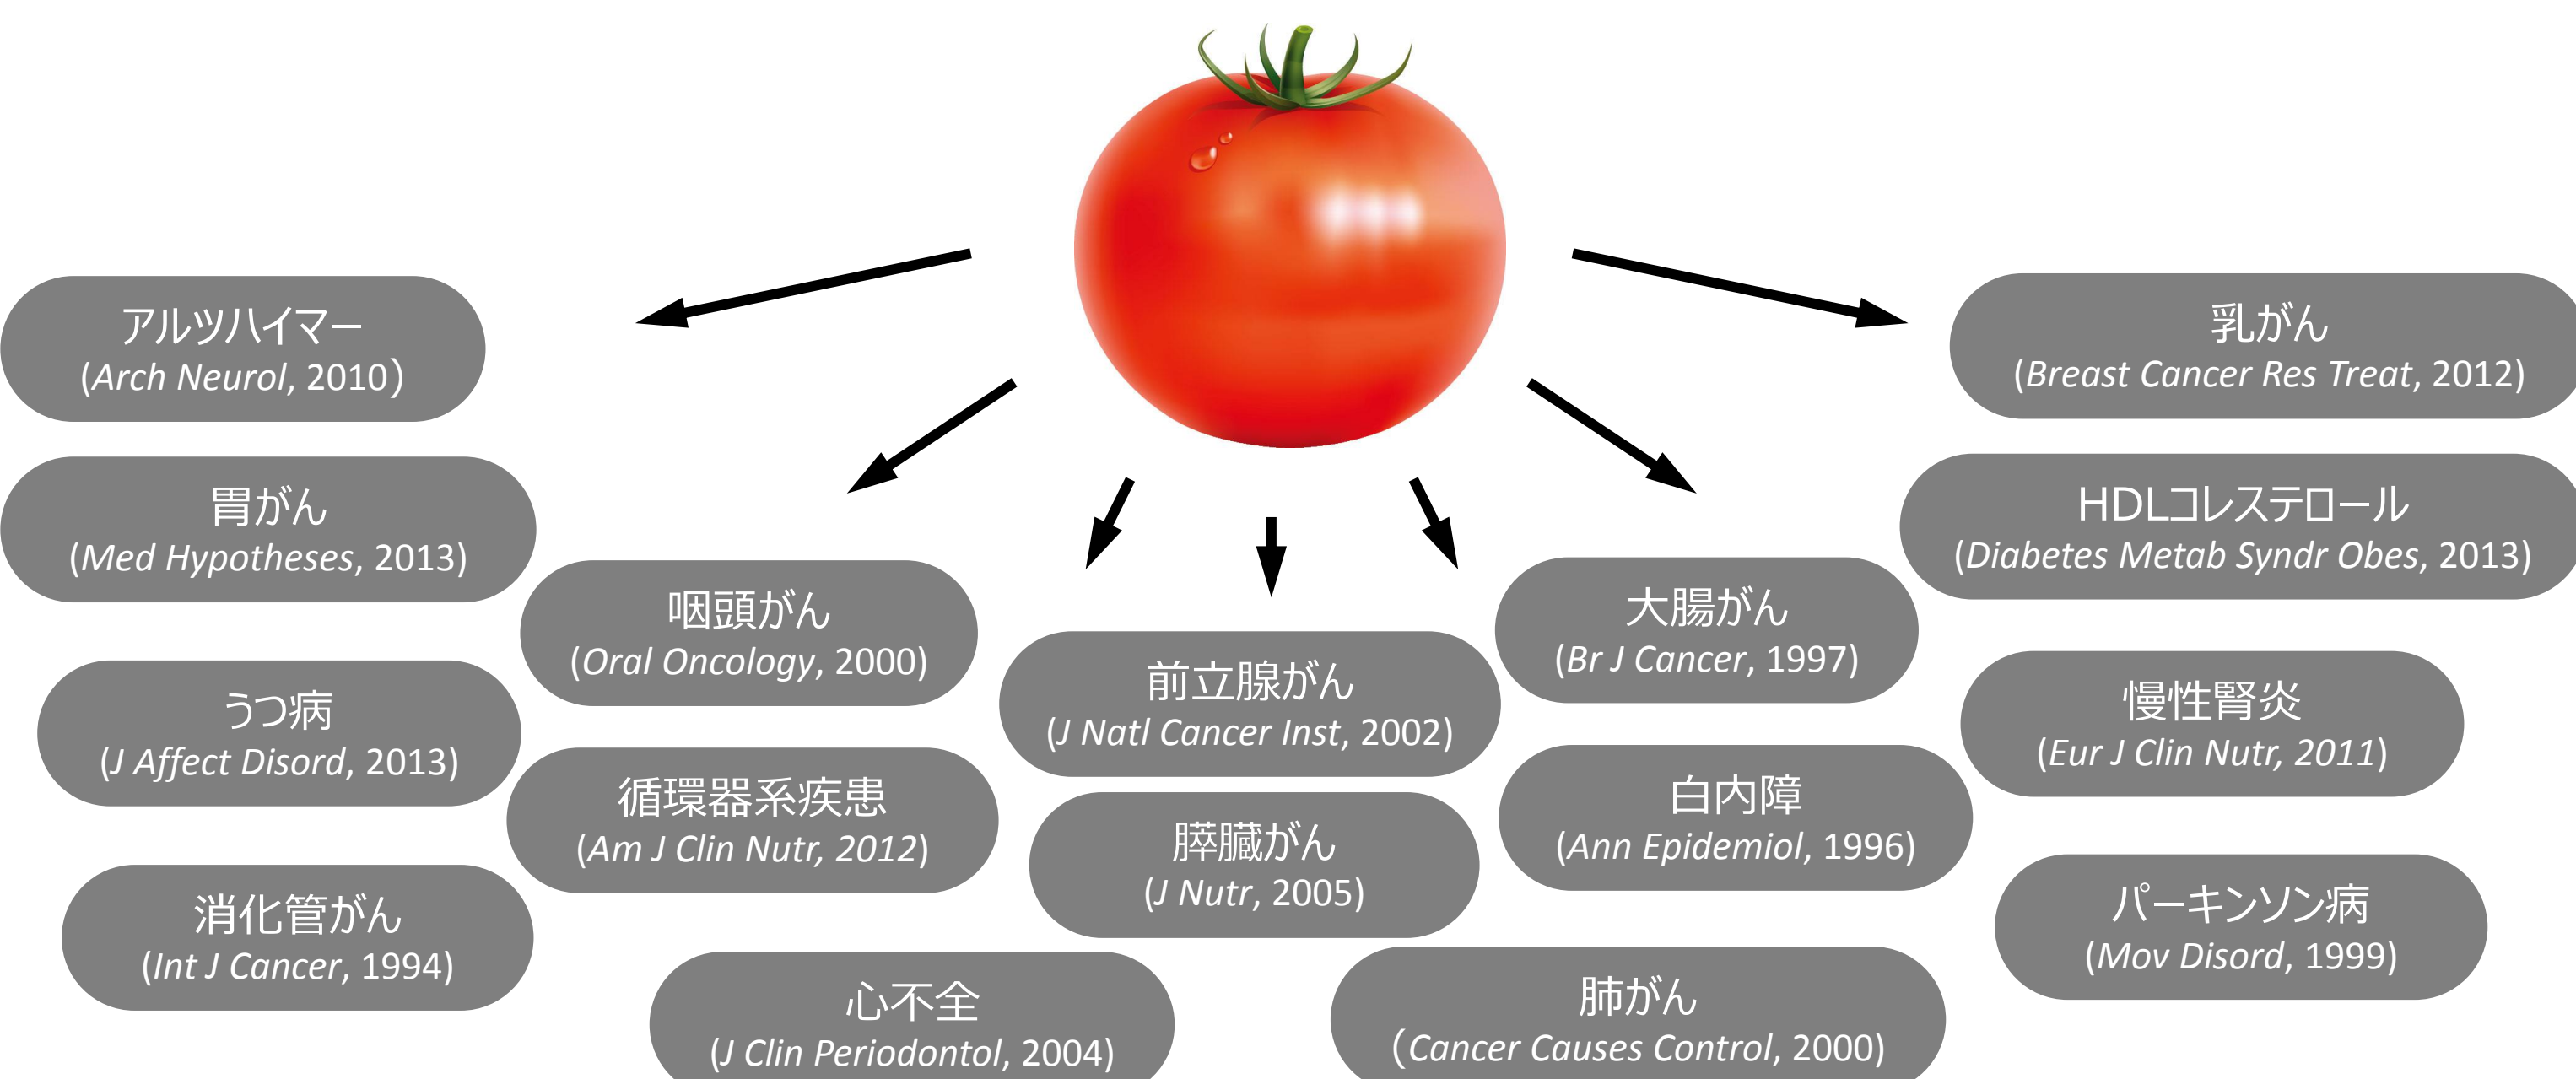 アルツハイマー
(Arch Neurol, 2010)
乳がん
(Breast Cancer Res Treat, 2012)
胃がん
(Med Hypotheses, 2013)
HDLコレステロール
(Diabetes Metab Syndr Obes, 2013)
咽頭がん
(Oral Oncology, 2000)
大腸がん
(Br J Cancer, 1997)
前立腺がん
(J Natl Cancer Inst, 2002)
うつ病
(J Affect Disord, 2013)
慢性腎炎
(Eur J Clin Nutr, 2011)
循環器系疾患
(Am J Clin Nutr, 2012)
白内障
(Ann Epidemiol, 1996)
膵臓がん
(J Nutr, 2005)
消化管がん
(Int J Cancer, 1994)
パーキンソン病
(Mov Disord, 1999)
心不全
(J Clin Periodontol, 2004)
肺がん
(Cancer Causes Control, 2000)